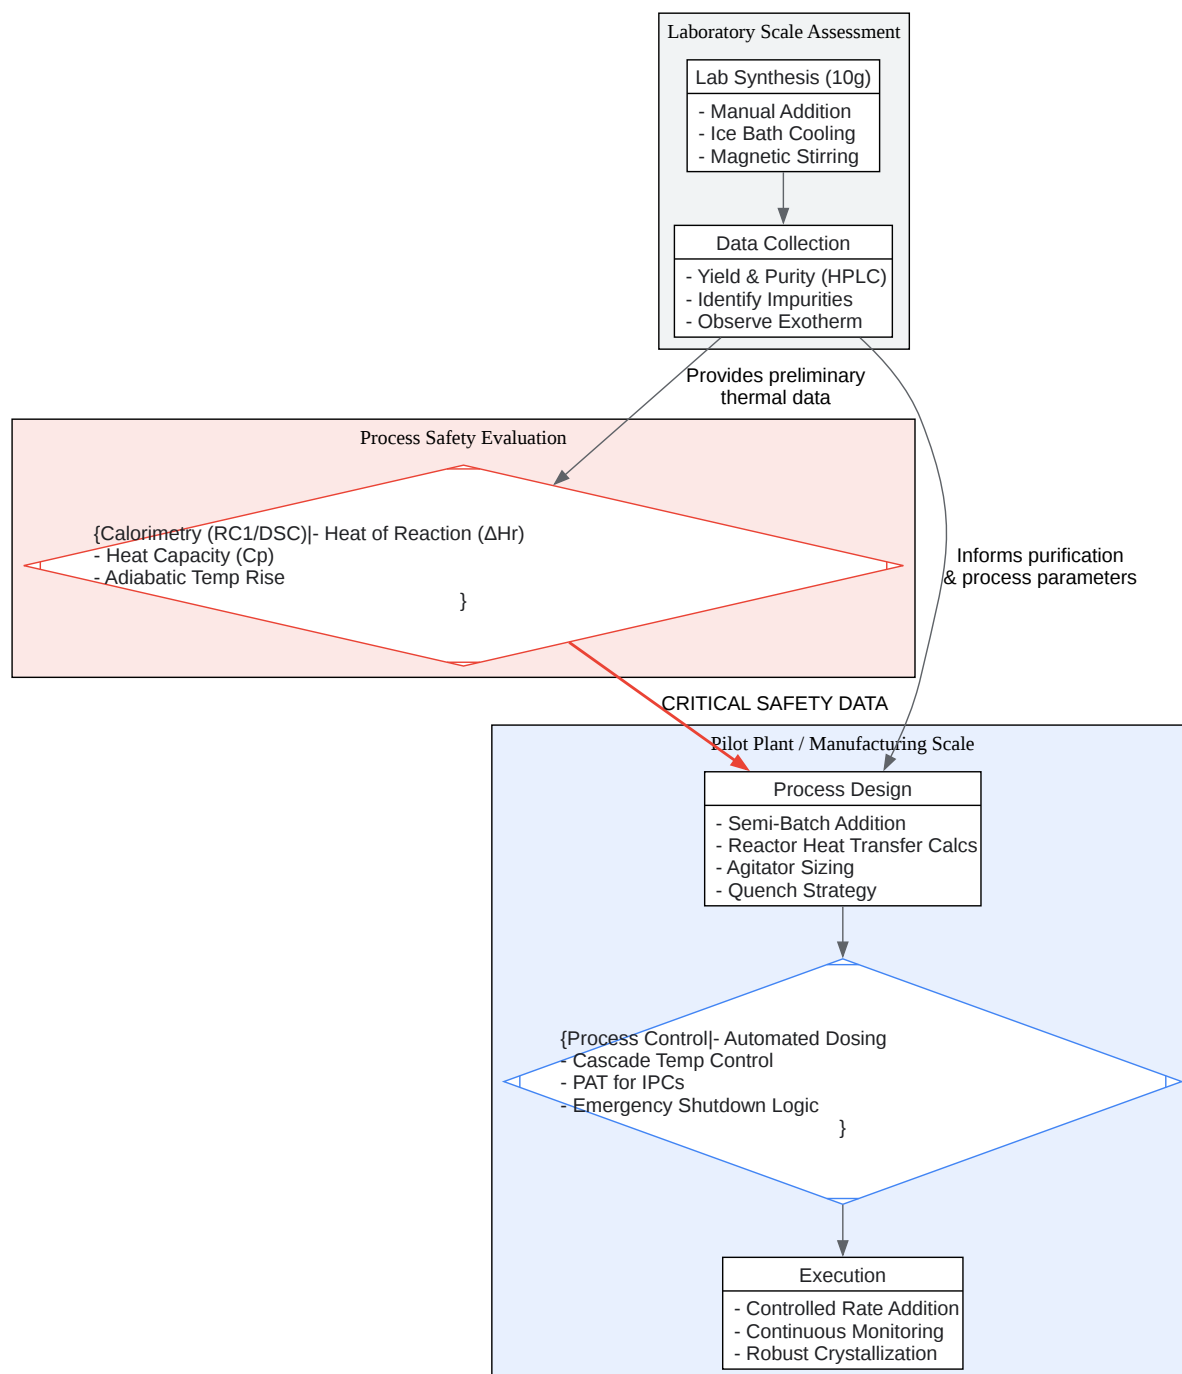 Laboratory Scale Assessment
Lab Synthesis (10g)
- Manual Addition
- Ice Bath Cooling
- Magnetic Stirring
Data Collection
- Yield & Purity (HPLC)
- Identify Impurities
- Observe Exotherm
Provides preliminary
thermal data
Process Safety Evaluation
{Calorimetry (RC1/DSC)|- Heat of Reaction (ΔHr)
- Heat Capacity (Cp)
- Adiabatic Temp Rise
}
Informs purification
& process parameters
CRITICAL SAFETY DATA
Pilot Plant / Manufacturing Scale
Process Design
- Semi-Batch Addition
- Reactor Heat Transfer Calcs
- Agitator Sizing
- Quench Strategy
{Process Control|- Automated Dosing
- Cascade Temp Control
- PAT for IPCs
- Emergency Shutdown Logic
}
Execution
- Controlled Rate Addition
- Continuous Monitoring
- Robust Crystallization